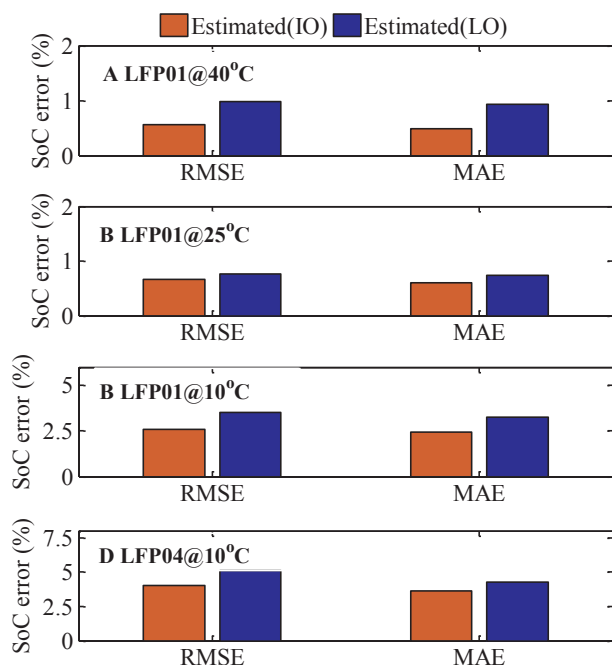 Estimated(IO) Estimated(LO)
2
A LFP01@40°C
1
0
SoC error (%)
RMSE MAE
2
B LFP01@25°C
1
0
SoC error (%)
RMSE MAE
5
B LFP01@10°C
2.5
0
SoC error (%)
RMSE MAE
7.5
D LFP04@10°C
5
2.5
0
SoC error (%)
RMSE MAE